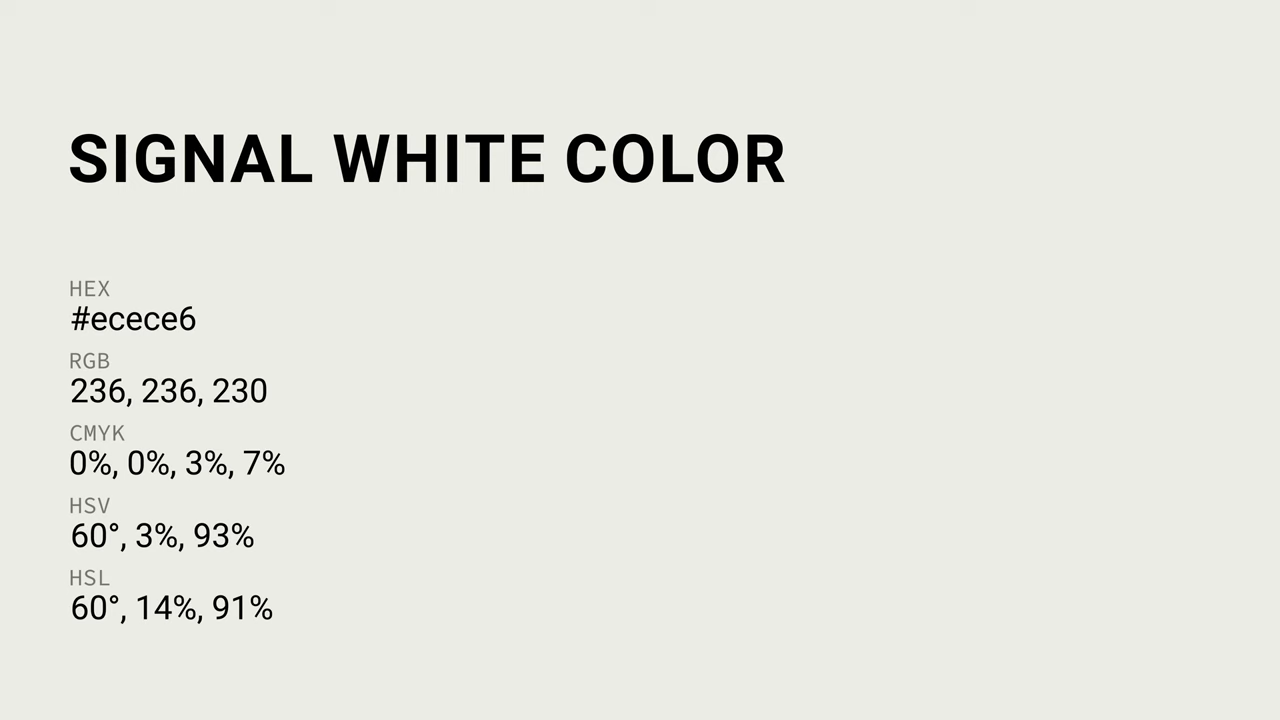 SIGNAL WHITE COLOR
HEX
#ecece6
RGB
236, 236, 230
CMYK
0%, 0%, 3%, 7%
HSV
60°, 3%, 93%
HSL
60°, 14%, 91%